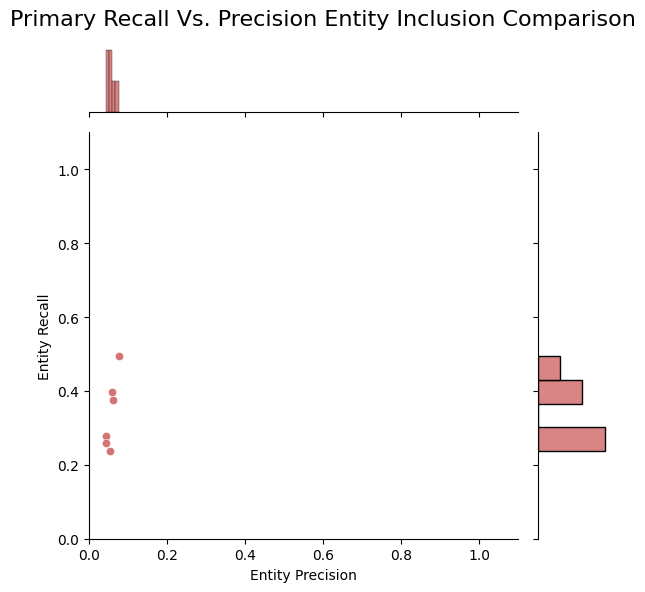 Primary Recall Vs. Precision Entity Inclusion Comparison
1.0
0.8
0.6
0.4
0.2
0.0
Entity Recall
0.0 0.2 0.4 0.6 0.8 1.0
Entity Precision